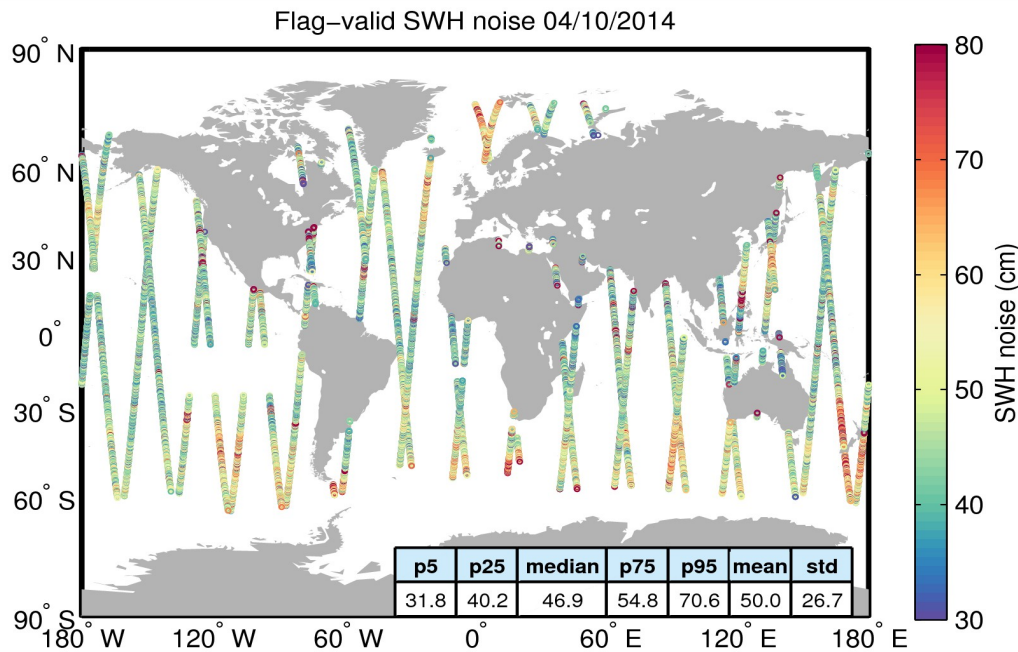 Flag−valid SWH noise 04/10/2014
90° N
60° N
30° N
0°
30° S
60° S
90° S
180° W
120° W
60° W
0°
60° E
120° E
180° E
p5 p25 median p75 p95 mean std
31.8 40.2 46.9 54.8 70.6 50.0 26.7
80
70
60
50
40
30
SWH noise (cm)